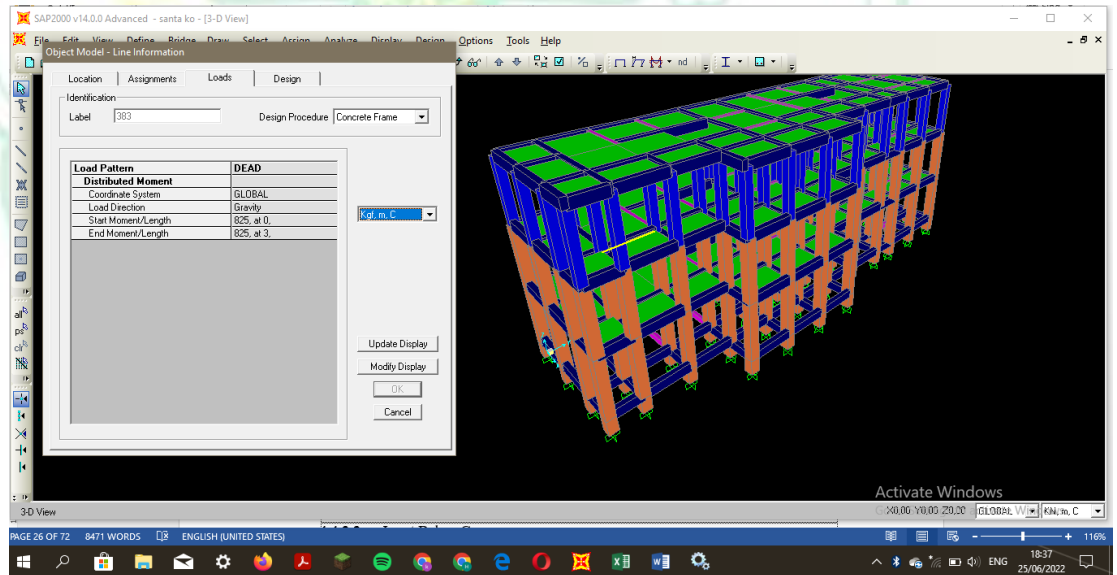 SAP2000 v14.0.0 Advanced - santa ko - [3-D View]
File Edit View Define Bridge Draw Select Assign Analyze Display Design Options Tools Help
Object Model - Line Information
nd
Location Assignments Loads Design
Identification
Label 383 Design Procedure Concrete Frame
Load Pattern DEAD
Distributed Moment
Coordinate System GLOBAL
Load Direction Gravity
Start Moment/Length 825, at 0,
End Moment/Length 825, at 3,
Kgf, m, C
Update Display
Modify Display
OK
Cancel
all
ps
clr
Activate Windows
3-D View
X0,00 Y0,00 Z0,00 GLOBAL KN, m, C
PAGE 26 OF 72 8471 WORDS ENGLISH (UNITED STATES) 116%
18:37
ENG
25/06/2022